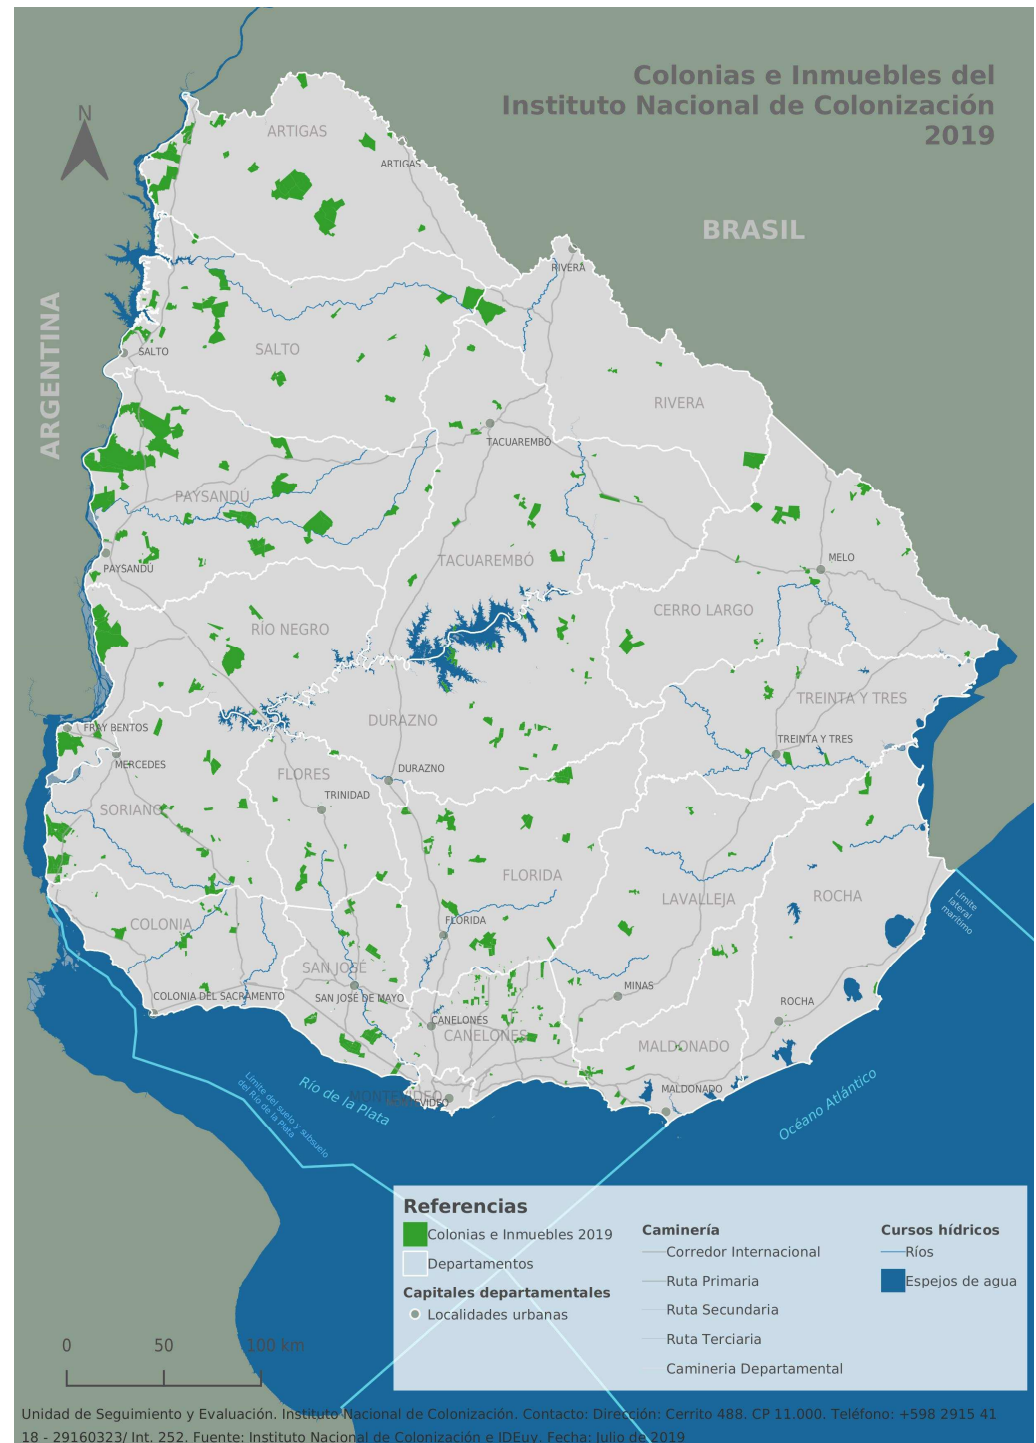 Colonias e Inmuebles del
Instituto Nacional de Colonización
2019
N
ARTIGAS
ARTIGAS
BRASIL
RIVERA
ARGENTINA
SALTO
SALTO
RIVERA
TACUAREMBÓ
PAYSANDÚ
TACUAREMBÓ
MELO
PAYSANDÚ
CERRO LARGO
RÍO NEGRO
TREINTA Y TRES
DURAZNO
FRAY BENTOS
TREINTA Y TRES
MERCEDES
DURAZNO
FLORES
TRINIDAD
SORIANO
FLORIDA
LAVALLEJA
ROCHA
Límite
lateral
marítimo
COLONIA
FLORIDA
SAN JOSÉ
MINAS
COLONIA DEL SACRAMENTO
SAN JOSÉ DE MAYO
ROCHA
CANELONES
CANELONES
MALDONADO
MALDONADO
MONTEVIDEO
Río de la Plata
Océano Atlántico
Límite del suelo y subsuelo
del Río de la Plata
Referencias
Colonias e Inmuebles 2019
Departamentos
Capitales departamentales
Localidades urbanas
Caminería
Corredor Internacional
Ruta Primaria
Ruta Secundaria
Ruta Terciaria
Camineria Departamental
Cursos hídricos
Ríos
Espejos de agua
0 50 100 km
Unidad de Seguimiento y Evaluación. Instituto Nacional de Colonización. Contacto: Dirección: Cerrito 488. CP 11.000. Teléfono: +598 2915 41
18 - 29160323/ Int. 252. Fuente: Instituto Nacional de Colonización e IDEuy. Fecha: Julio de 2019